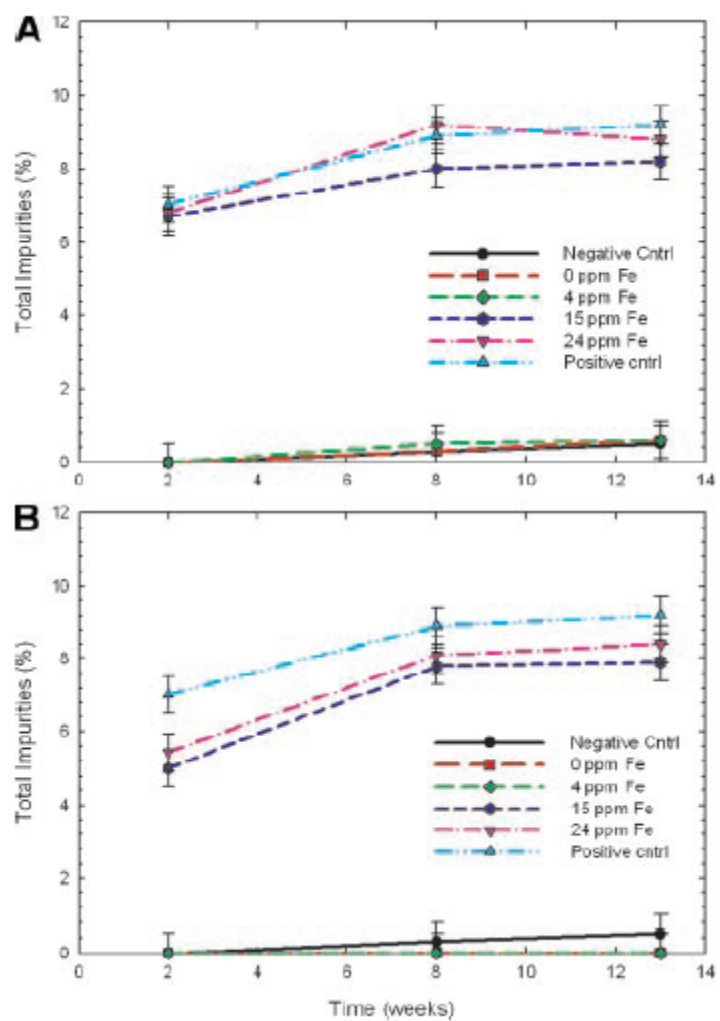 A
12
10
8
6
4
2
0
Total Impurities (%)
Negative Cntrl
0 ppm Fe
4 ppm Fe
15 ppm Fe
24 ppm Fe
Positive cntrl
0 2 4 6 8 10 12 14
B
12
10
8
6
4
2
0
Total Impurities (%)
Negative Cntrl
0 ppm Fe
4 ppm Fe
15 ppm Fe
24 ppm Fe
Positive cntrl
0 2 4 6 8 10 12 14
Time (weeks)